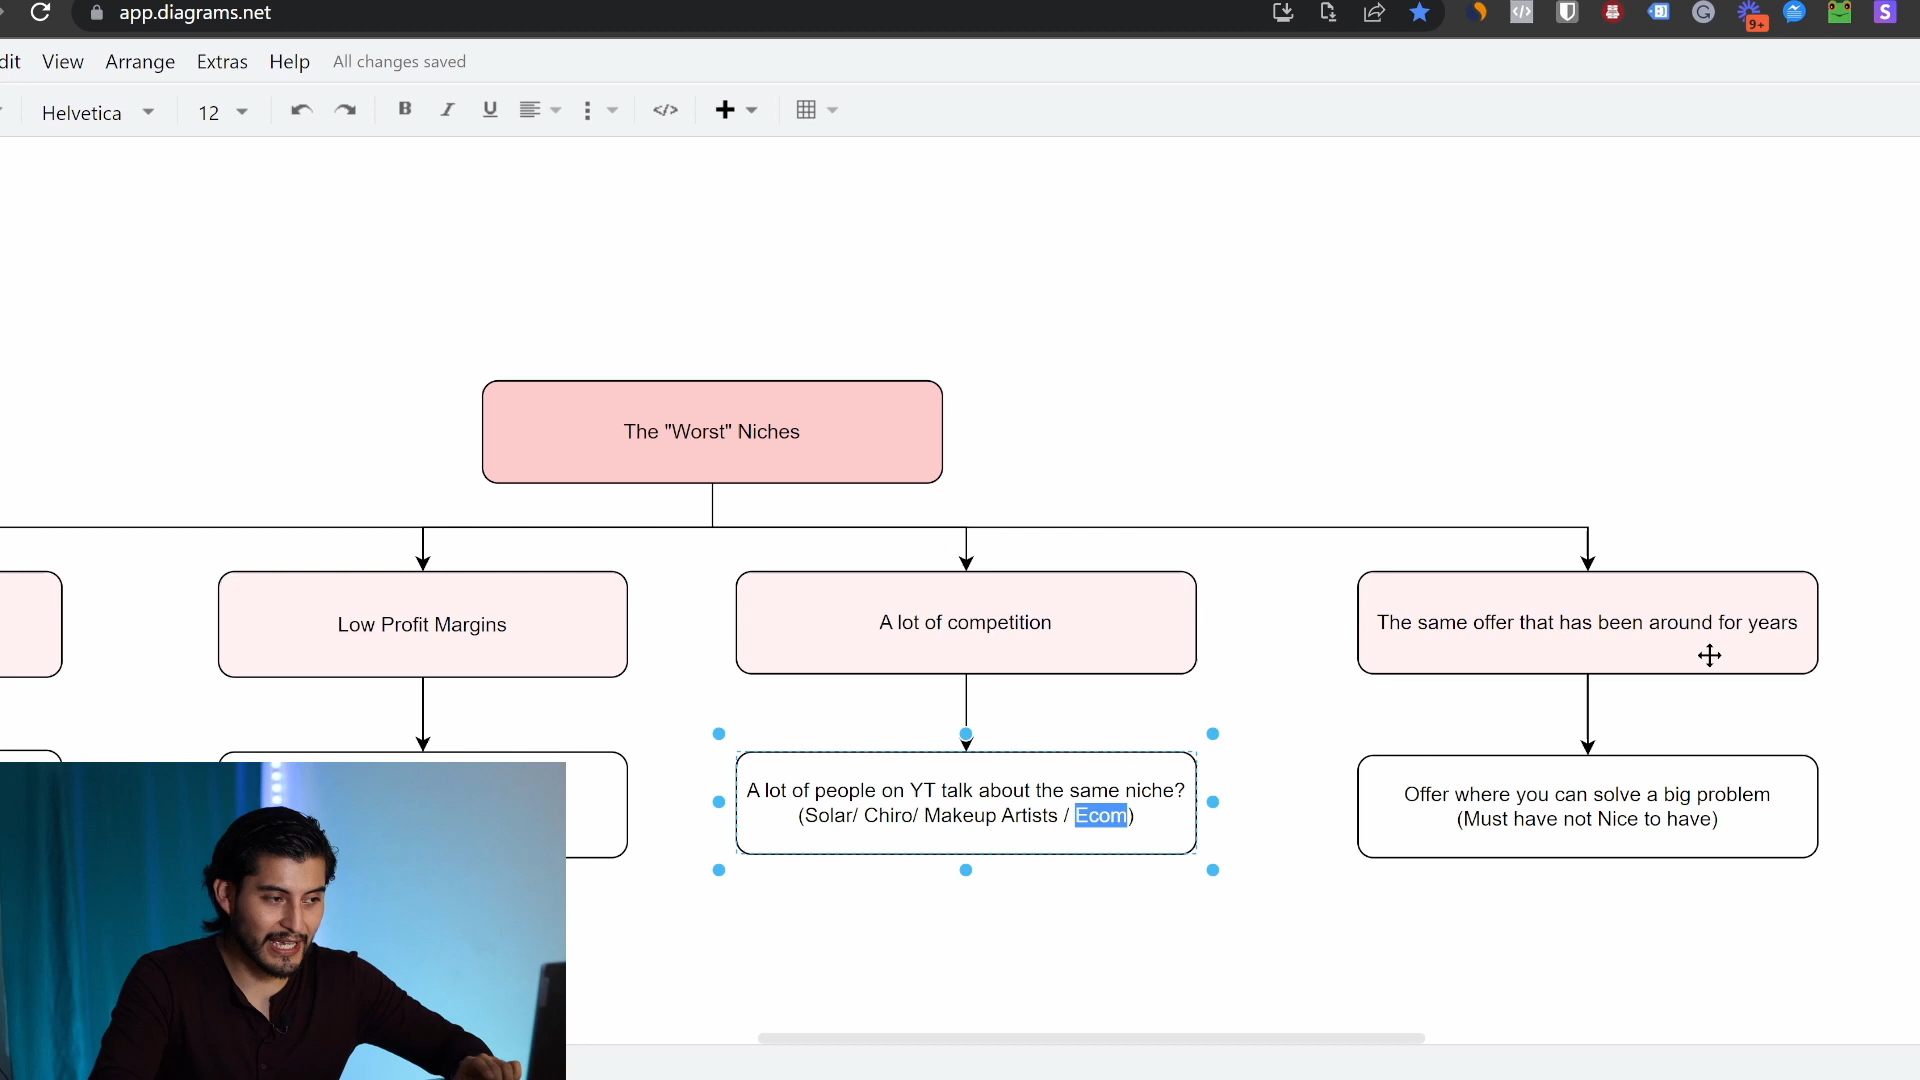 app.diagrams.net
9+
S
dit View Arrange Extras Help All changes saved
Helvetica 12 B I U
The "Worst" Niches
Low Profit Margins
A lot of competition
The same offer that has been around for years
A lot of people on YT talk about the same niche?
(Solar/ Chiro/ Makeup Artists / Ecom)
Offer where you can solve a big problem
(Must have not Nice to have)